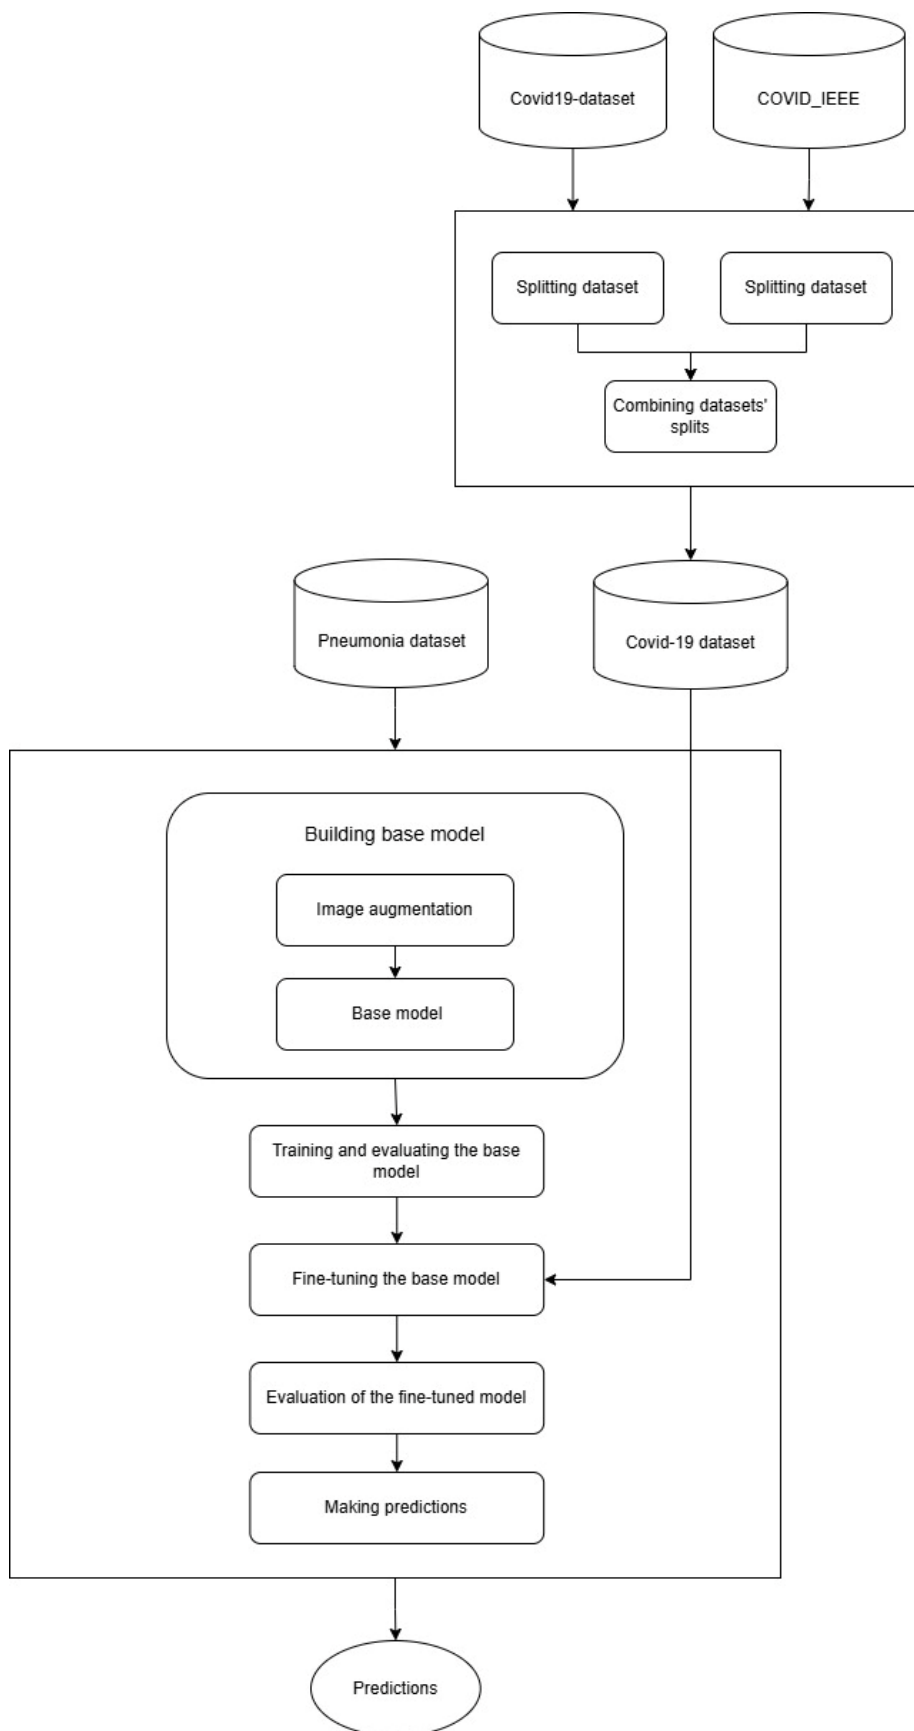 Covid19-dataset
COVID_IEEE
Splitting dataset
Splitting dataset
Combining datasets'
splits
Pneumonia dataset
Covid-19 dataset
Building base model
Image augmentation
Base model
Training and evaluating the base
model
Fine-tuning the base model
Evaluation of the fine-tuned model
Making predictions
Predictions